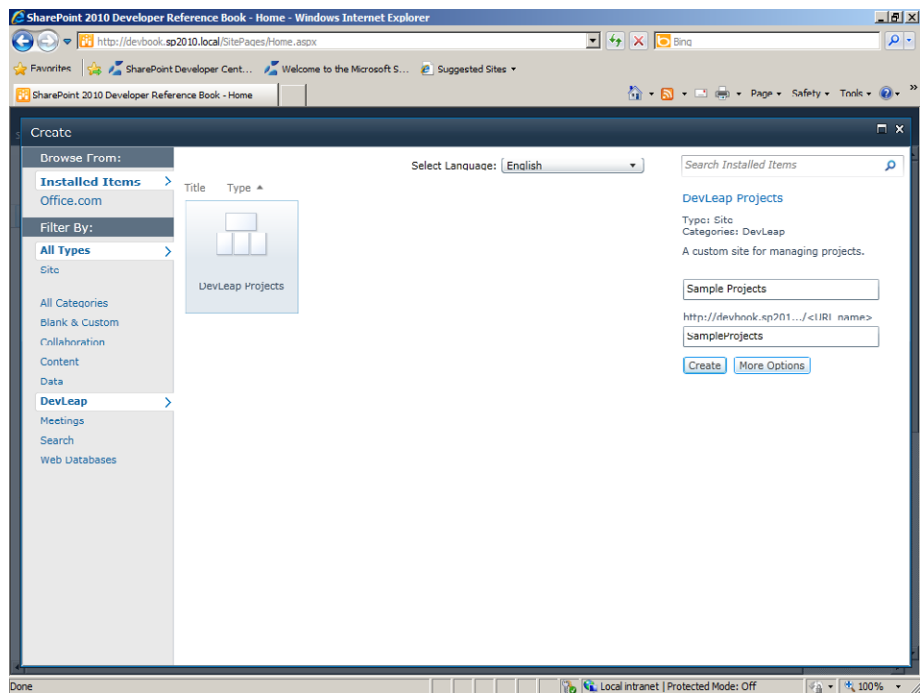 SharePoint 2010 Developer Reference Book - Home - Windows Internet Explorer
http://devbook.sp2010.local/SitePages/Home.aspx
Bing
Favorites SharePoint Developer Cent... Welcome to the Microsoft S... Suggested Sites
SharePoint 2010 Developer Reference Book - Home
Page Safety Tools
Create
Browse From:
Installed Items
Office.com
Filter By:
All Types
Site
All Categories
Blank & Custom
Collaboration
Content
Data
DevLeap
Meetings
Search
Web Databases
Select Language: English
Title Type
DevLeap Projects
Search Installed Items
DevLeap Projects
Type: Site
Categories: DevLeap
A custom site for managing projects.
Sample Projects
http://devbook.sp201.../<URL name>
SampleProjects
Create More Options
Done
Local intranet | Protected Mode: Off
100%